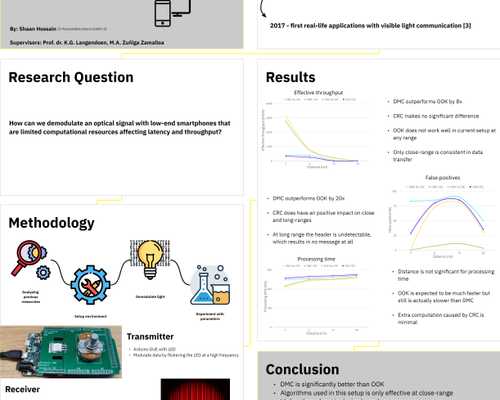 By: Shaan Hossain
Supervisors: Prof. dr. K.G. Langendoen, M.A. Zuñiga Zamalloa
2017 - first real-life applications with visible light communication [3]
Research Question
How can we demodulate an optical signal with low-end smartphones
that are limited computational resources affecting latency and throughput?
Methodology
Analyzing
previous
researches
Setup environment
Demodulate light
Experiment with
parameters
Transmitter
Arduino DUE with LED
Modulate data by flickering the LED at a high frequency
Receiver
Results
Effective throughput
DMC outperforms OOK by 8x
CRC makes no significant difference
OOK does not work well in current setup at
any range
Only close-range is consistent in data
transfer
DMC outperforms OOK by 20x
CRC does have an positive impact on close
and long ranges
At long range the header is undetectable,
which results in no message at all
False positives
Processing time
Distance is not significant for processing
time
OOK is expected to be much faster but
still is actually slower than DMC
Extra computation caused by CRC is
minimal
Conclusion
DMC is significantly better than OOK
Algorithms used in this setup is only effective at close-range